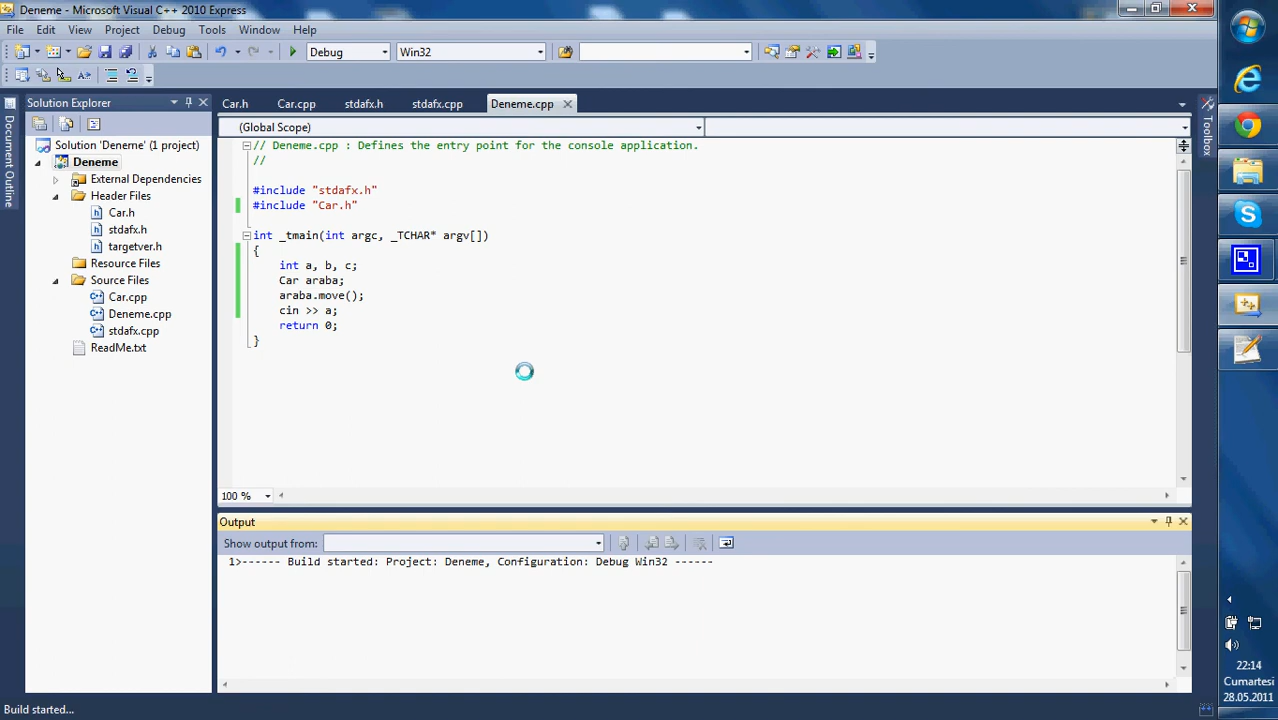 Deneme - Microsoft Visual C++ 2010 Express
File Edit View Project Debug Tools Window Help
Debug Win32
Solution Explorer
Car.h Car.cpp stdafx.h stdafx.cpp Deneme.cpp
(Global Scope)
Document Outline
Toolbox
Solution 'Deneme' (1 project)
Deneme
External Dependencies
Header Files
Car.h
stdafx.h
targetver.h
Resource Files
Source Files
Car.cpp
Deneme.cpp
stdafx.cpp
ReadMe.txt
// Deneme.cpp : Defines the entry point for the console application.
//
#include "stdafx.h"
#include "Car.h"
int _tmain(int argc, _TCHAR* argv[])
{
int a, b, c;
Car araba;
araba.move();
cin >> a;
return 0;
}
100 %
Output
Show output from:
1>------ Build started: Project: Deneme, Configuration: Debug Win32 ------
Build started...
22:14
Cumartesi
28.05.2011